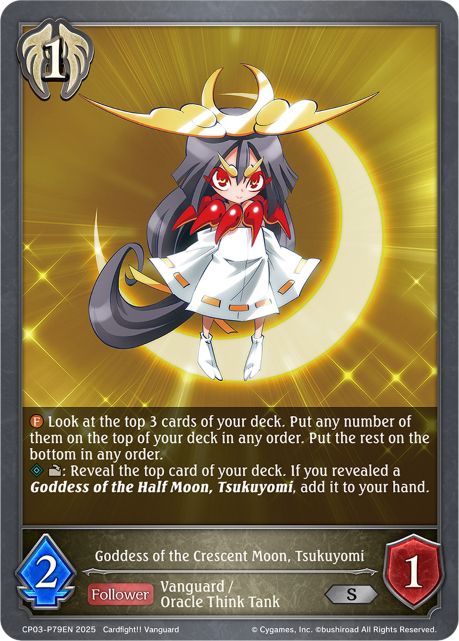 1
Look at the top 3 cards of your deck. Put any number of
them on the top of your deck in any order. Put the rest on the
bottom in any order.
: Reveal the top card of your deck. If you revealed a
Goddess of the Half Moon, Tsukuyomi, add it to your hand.
Goddess of the Crescent Moon, Tsukuyomi
2
Follower
Vanguard /
Oracle Think Tank
S
1
CP03-P79EN 2025 Cardfight!! Vanguard
© Cygames, Inc. ©bushiroad All Rights Reserved.